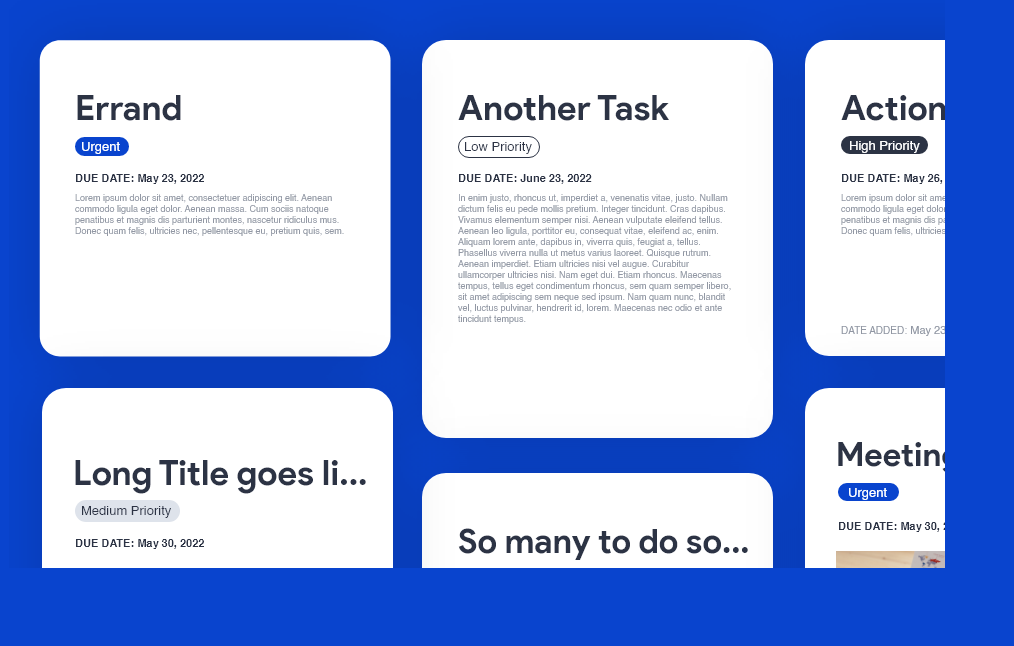 Errand
Urgent
DUE DATE: May 23, 2022
Lorem ipsum dolor sit amet, consectetuer adipiscing elit. Aenean
commodo ligula eget dolor. Aenean massa. Cum sociis natoque
penatibus et magnis dis parturient montes, nascetur ridiculus mus.
Donec quam felis, ultricies nec, pellentesque eu, pretium quis, sem.
Another Task
Low Priority
DUE DATE: June 23, 2022
In enim justo, rhoncus ut, imperdiet a, venenatis vitae, justo. Nullam
dictum felis eu pede mollis pretium. Integer tincidunt. Cras dapibus.
Vivamus elementum semper nisi. Aenean vulputate eleifend tellus.
Aenean leo ligula, porttitor eu, consequat vitae, eleifend ac, enim.
Aliquam lorem ante, dapibus in, viverra quis, feugiat a, tellus.
Phasellus viverra nulla ut metus varius laoreet. Quisque rutrum.
Aenean imperdiet. Etiam ultricies nisi vel augue. Curabitur
ullamcorper ultricies nisi. Nam eget dui. Etiam rhoncus. Maecenas
tempus, tellus eget condimentum rhoncus, sem quam semper libero,
sit amet adipiscing sem neque sed ipsum. Nam quam nunc, blandit
vel, luctus pulvinar, hendrerit id, lorem. Maecenas nec odio et ante
tincidunt tempus.
Action
High Priority
DUE DATE: May 26,
Lorem ipsum dolor sit ame
commodo ligula eget dolor
penatibus et magnis dis pa
Donec quam felis, ultricies
DATE ADDED: May 23
Long Title goes li...
Medium Priority
DUE DATE: May 30, 2022
So many to do so...
Meeting
Urgent
DUE DATE: May 30, 2